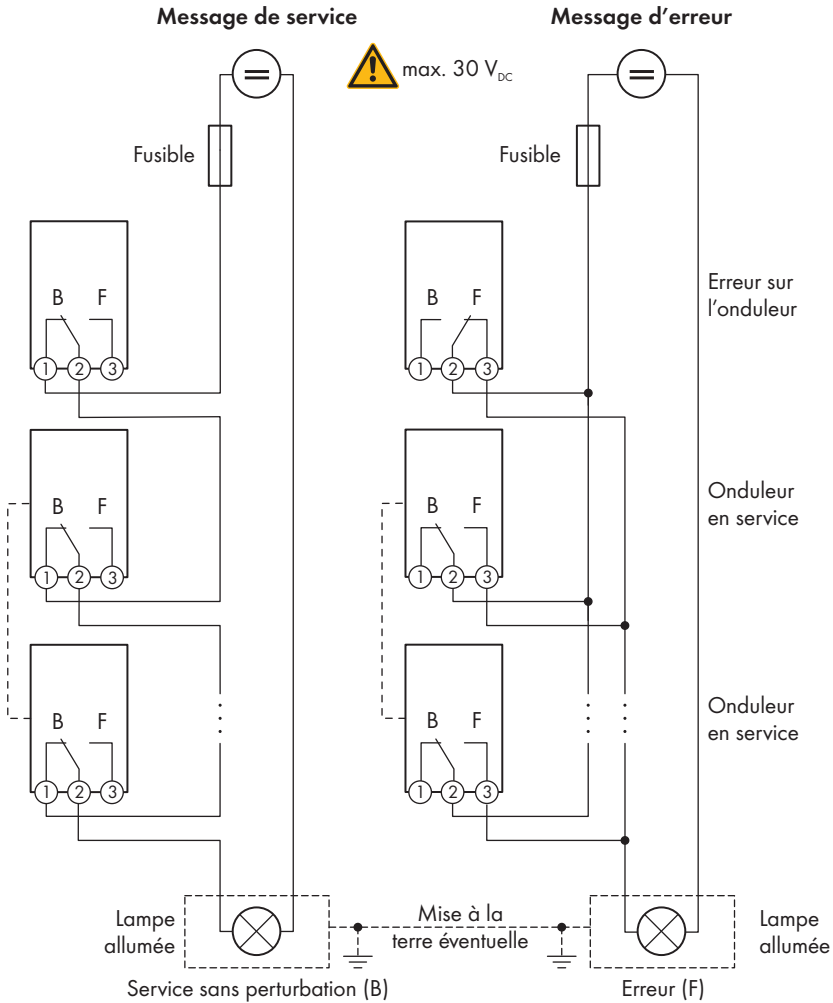 Message de service
Message d'erreur
max. 30 V_DC
Fusible
Fusible
B F
1 2 3
B F
1 2 3
Erreur sur
l'onduleur
B F
1 2 3
B F
1 2 3
Onduleur
en service
B F
1 2 3
B F
1 2 3
Onduleur
en service
Lampe
allumée
Mise à la
terre éventuelle
Lampe
allumée
Service sans perturbation (B)
Erreur (F)